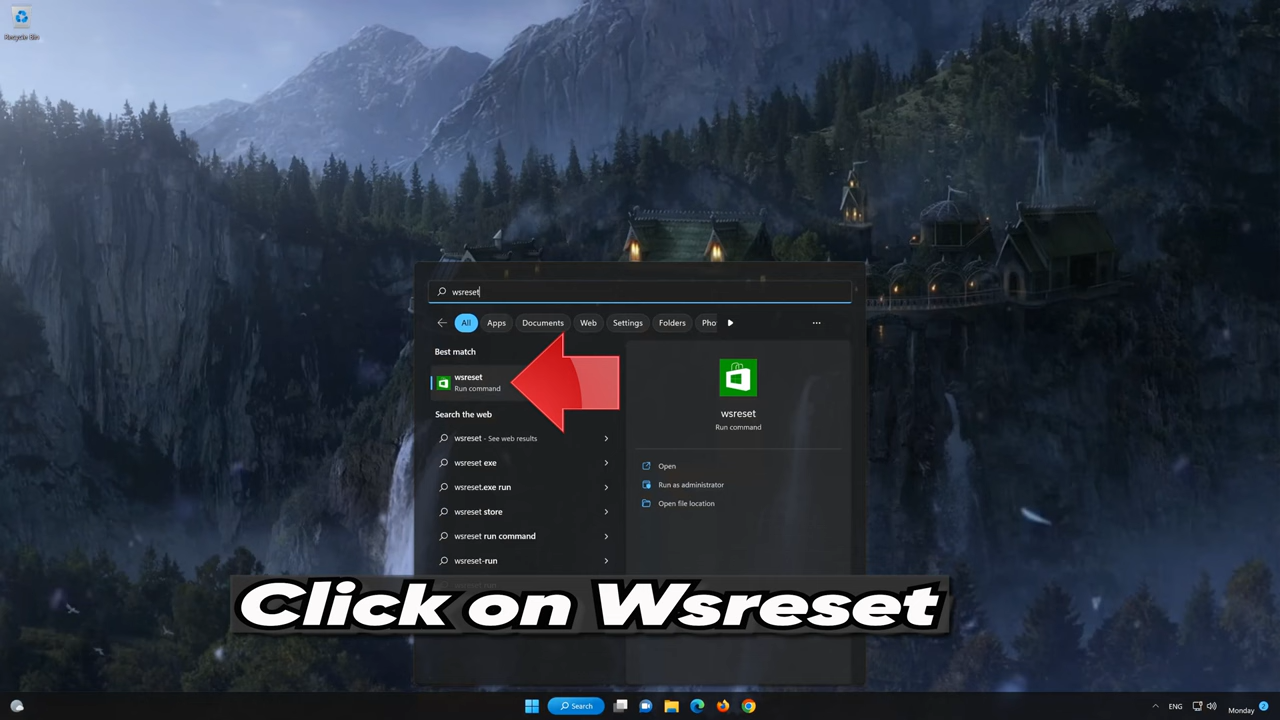 Recycle Bin
wsreset
All Apps Documents Web Settings Folders Pho
Best match
wsreset
Run command
Search the web
wsreset - See web results
wsreset exe
wsreset.exe run
wsreset store
wsreset run command
wsreset-run
wsreset
Run command
Open
Run as administrator
Open file location
Click on Wsreset
Search
ENG
Monday
2